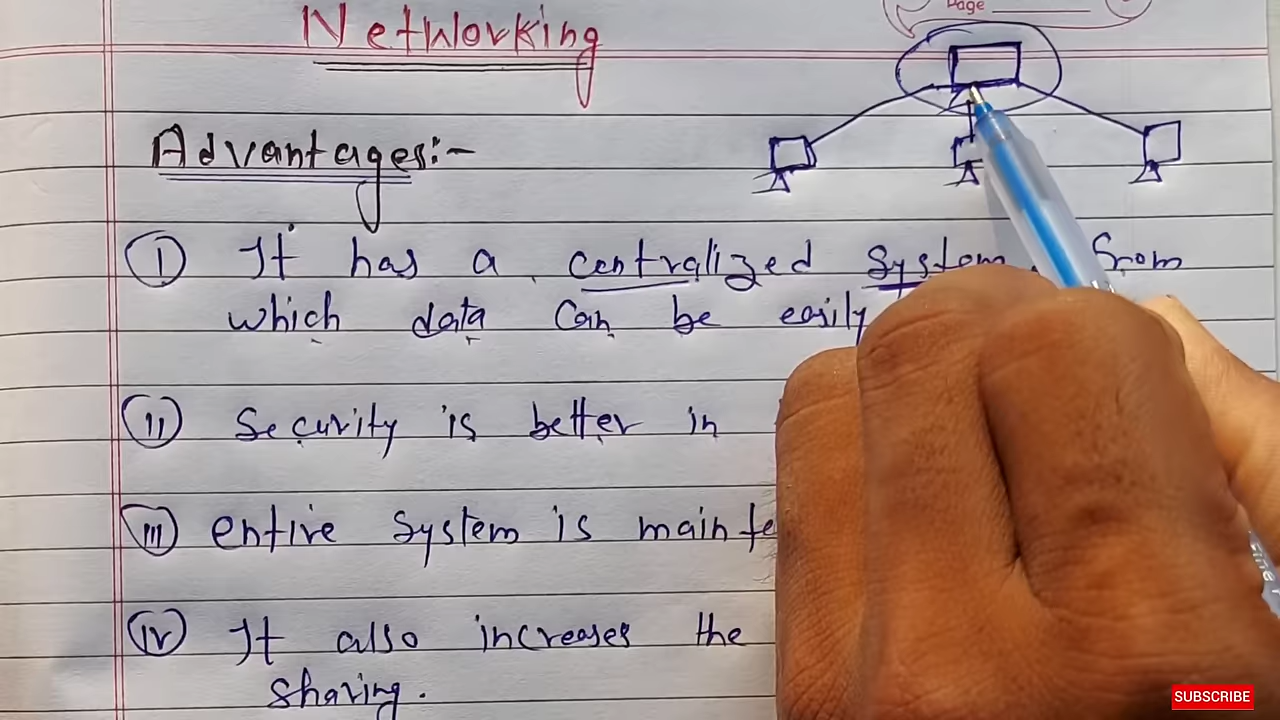 Networking
Page
Advantages:-
(I) It has a centralized system, from
which data can be easily
(II) Security is better in
(III) entire system is
(IV) It also increases the
sharing.
SUBSCRIBE